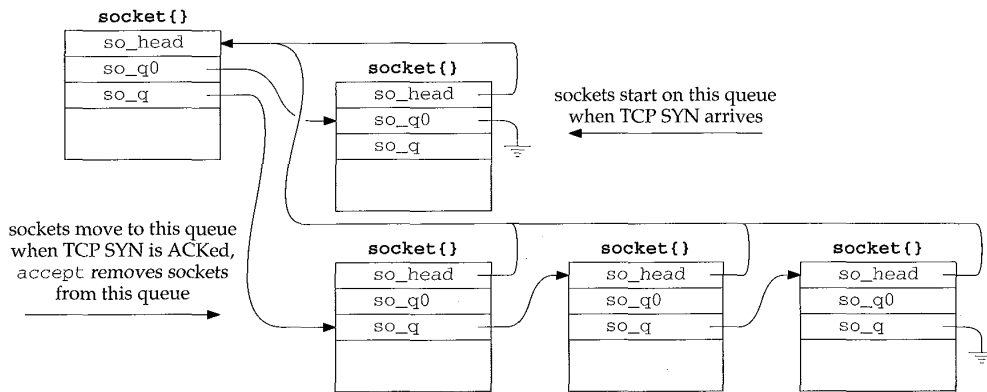 socket{}
so_head
so_q0
so_q
socket{}
so_head
so_q0
so_q
sockets start on this queue
when TCP SYN arrives
sockets move to this queue
when TCP SYN is ACKed,
accept removes sockets
from this queue
socket{}
so_head
so_q0
so_q
socket{}
so_head
so_q0
so_q
socket{}
so_head
so_q0
so_q